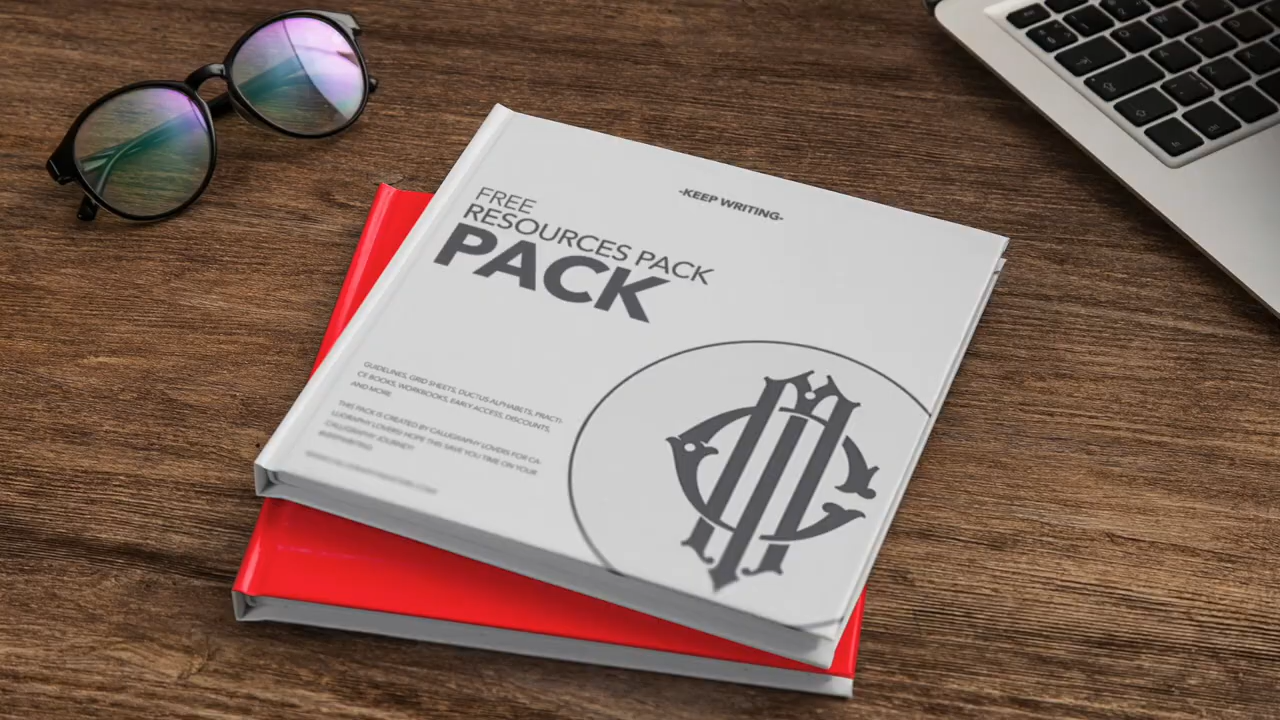 -KEEP WRITING-
FREE
RESOURCES PACK
PACK
GUIDELINES, GRID SHEETS, DUCTUS ALPHABETS, PRACTI-
CE BOOKS, WORKBOOKS, EARLY ACCESS, DISCOUNTS,
AND MORE
THIS PACK IS CREATED BY CALLIGRAPHY LOVERS FOR CA-
LLIGRAPHY LOVERS! HOPE THIS SAVE YOU TIME ON YOUR
CALLIGRAPHY JOURNEY!